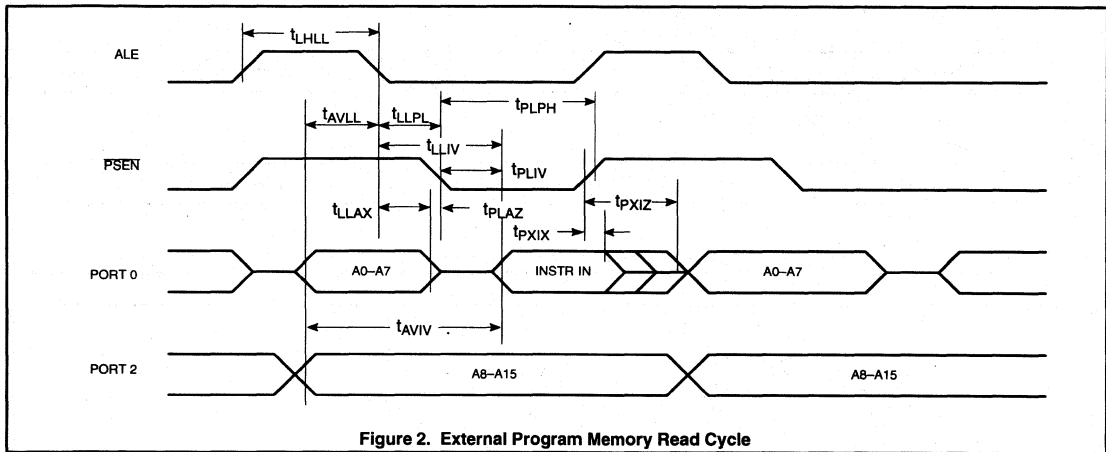 ALE
tLHLL
tAVLL
tLLPL
tPLPH
tLLIV
PSEN
tPLIV
tLLAX
tPLAZ
tPXIZ
tPXIX
PORT 0
A0–A7
INSTR IN
A0–A7
tAVIV
PORT 2
A8–A15
A8–A15
Figure 2. External Program Memory Read Cycle